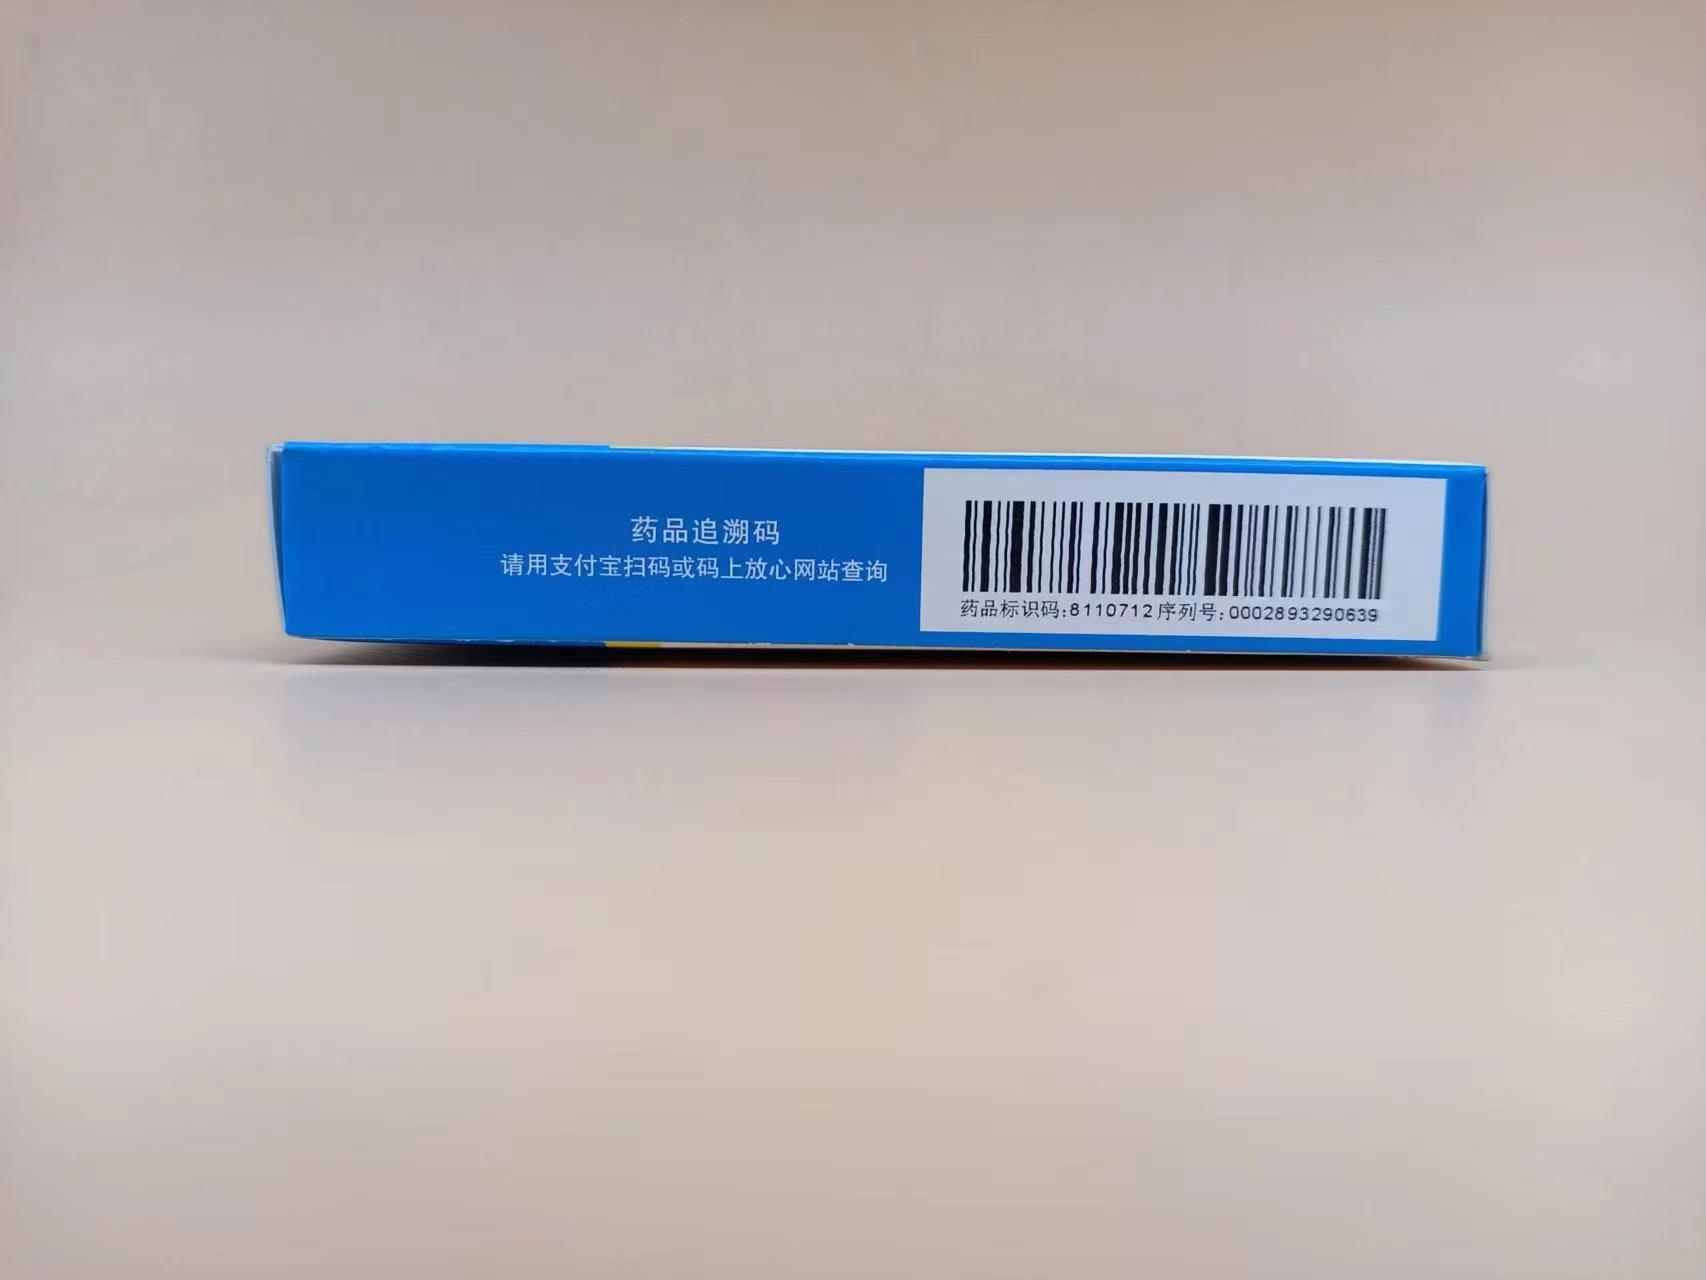 药品追溯码
请用支付宝扫码或码上放心网站查询
药品标识码:8110712序列号:0002893290639